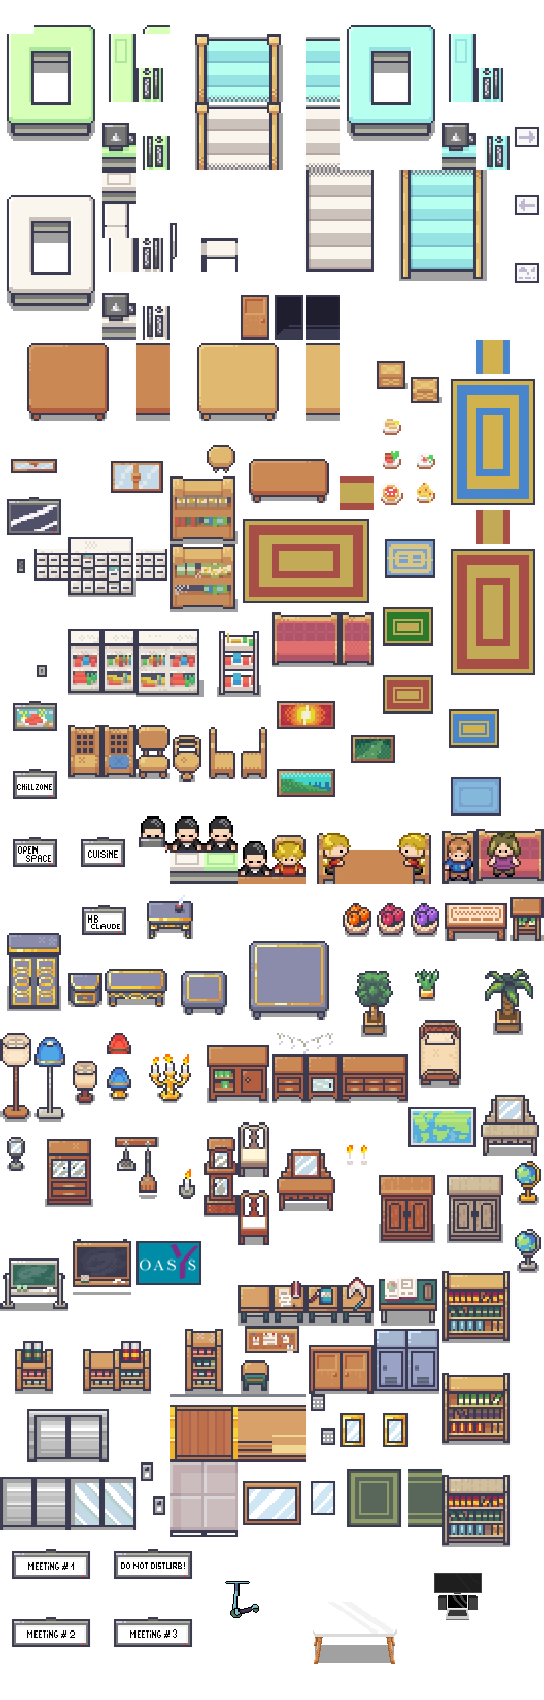 CHILL ZONE
OPEN
SPACE
CUISINE
HB
CLAUDE
OASYS
MEETING # 1
DO NOT DISTURB!
MEETING # 2
MEETING # 3